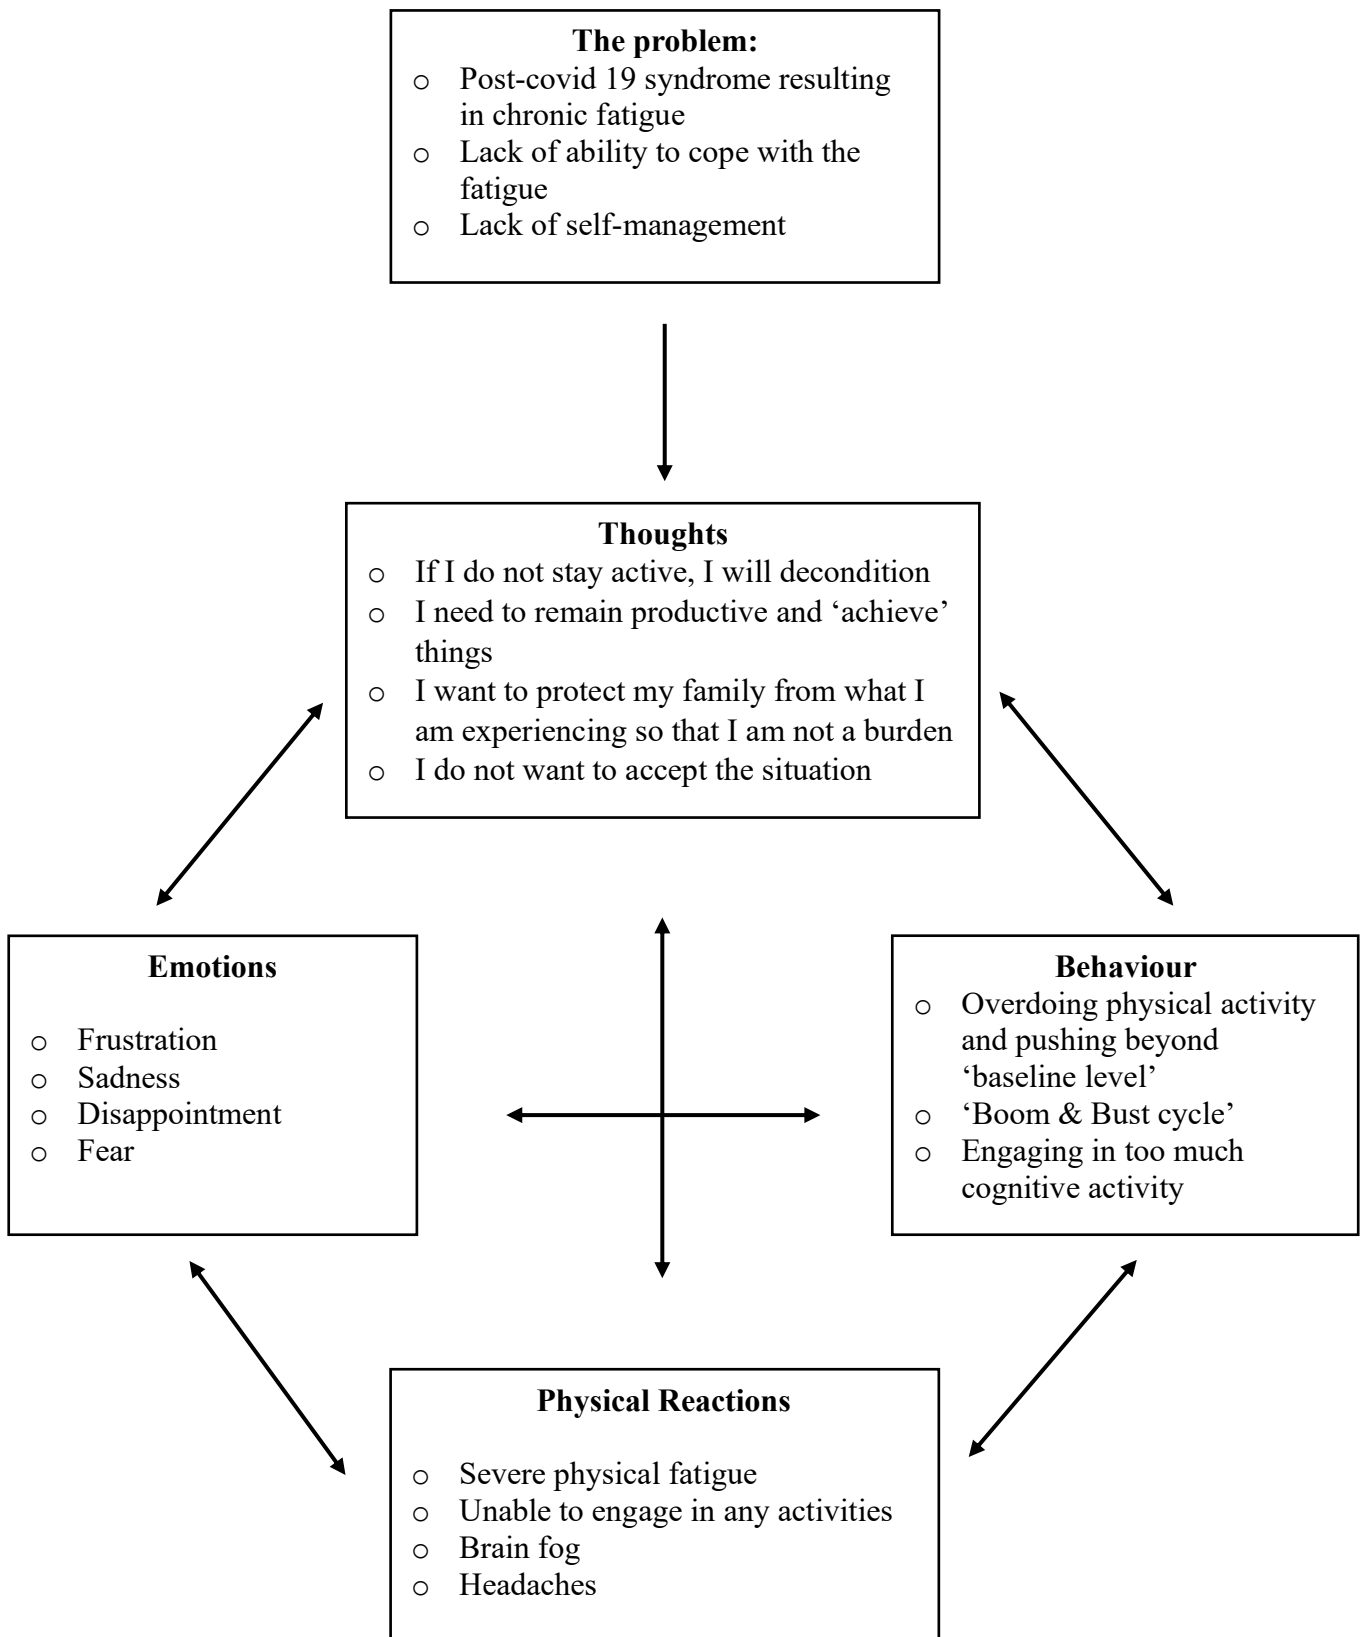 The problem:
○ Post-covid 19 syndrome resulting
in chronic fatigue
○ Lack of ability to cope with the
fatigue
○ Lack of self-management
Thoughts
○ If I do not stay active, I will decondition
○ I need to remain productive and ‘achieve’
things
○ I want to protect my family from what I
am experiencing so that I am not a burden
○ I do not want to accept the situation
Emotions
○ Frustration
○ Sadness
○ Disappointment
○ Fear
Behaviour
○ Overdoing physical activity
and pushing beyond
‘baseline level’
○ ‘Boom & Bust cycle’
○ Engaging in too much
cognitive activity
Physical Reactions
○ Severe physical fatigue
○ Unable to engage in any activities
○ Brain fog
○ Headaches